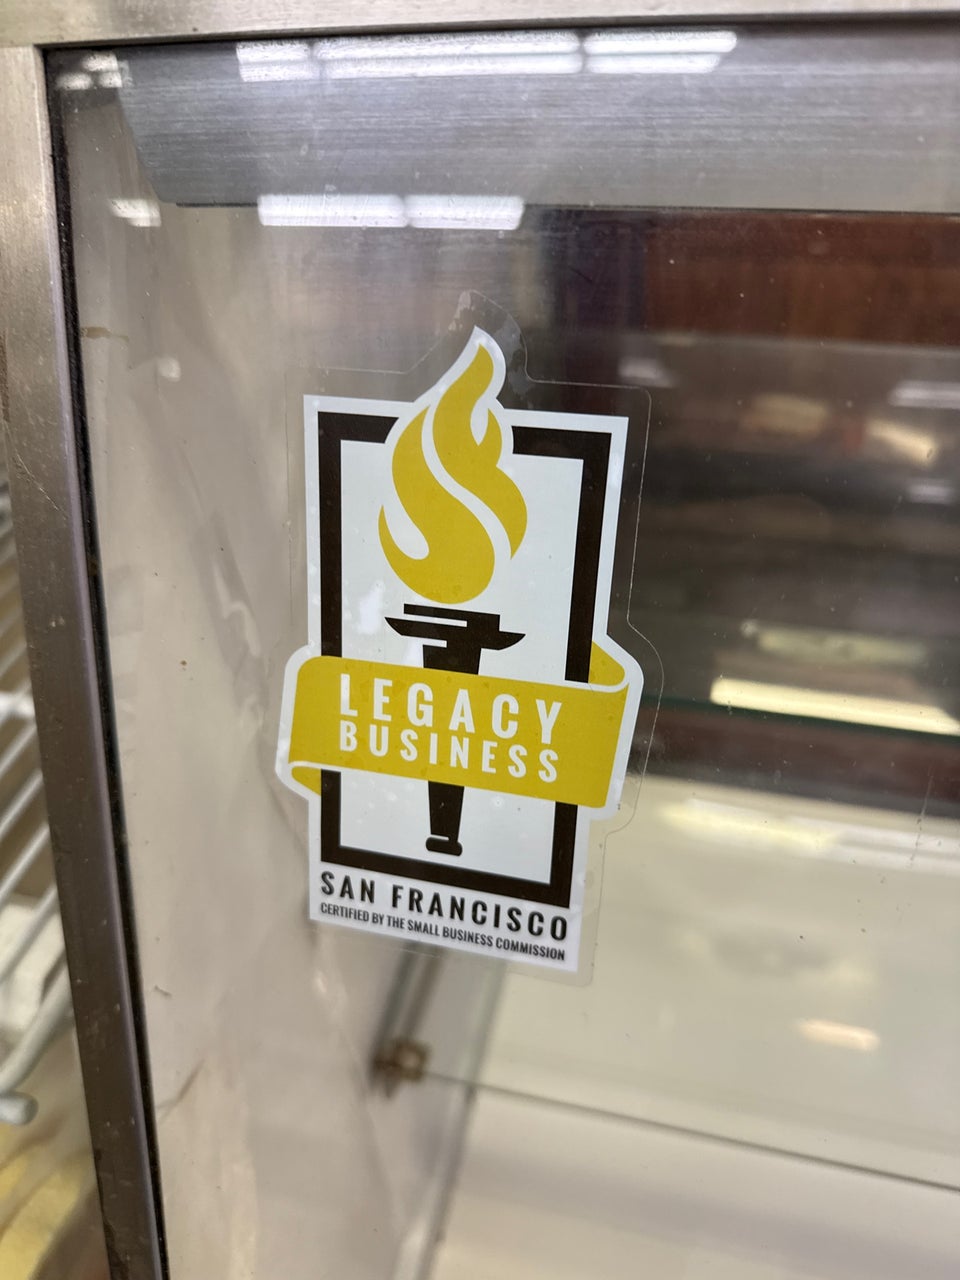 LEGACY
BUSINESS
SAN FRANCISCO
CERTIFIED BY THE SMALL BUSINESS COMMISSION